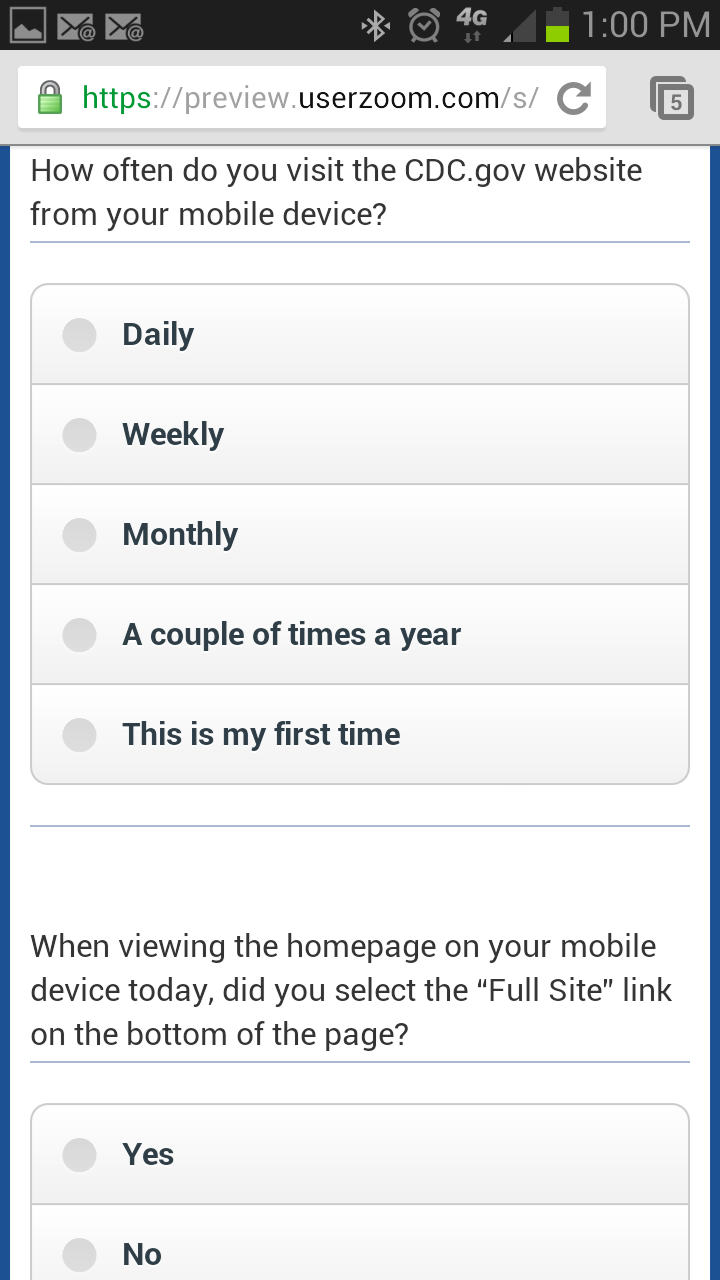 4G 1:00 PM
https://preview.userzoom.com/s/ 5
How often do you visit the CDC.gov website
from your mobile device?
Daily
Weekly
Monthly
A couple of times a year
This is my first time
When viewing the homepage on your mobile
device today, did you select the “Full Site" link
on the bottom of the page?
Yes
No